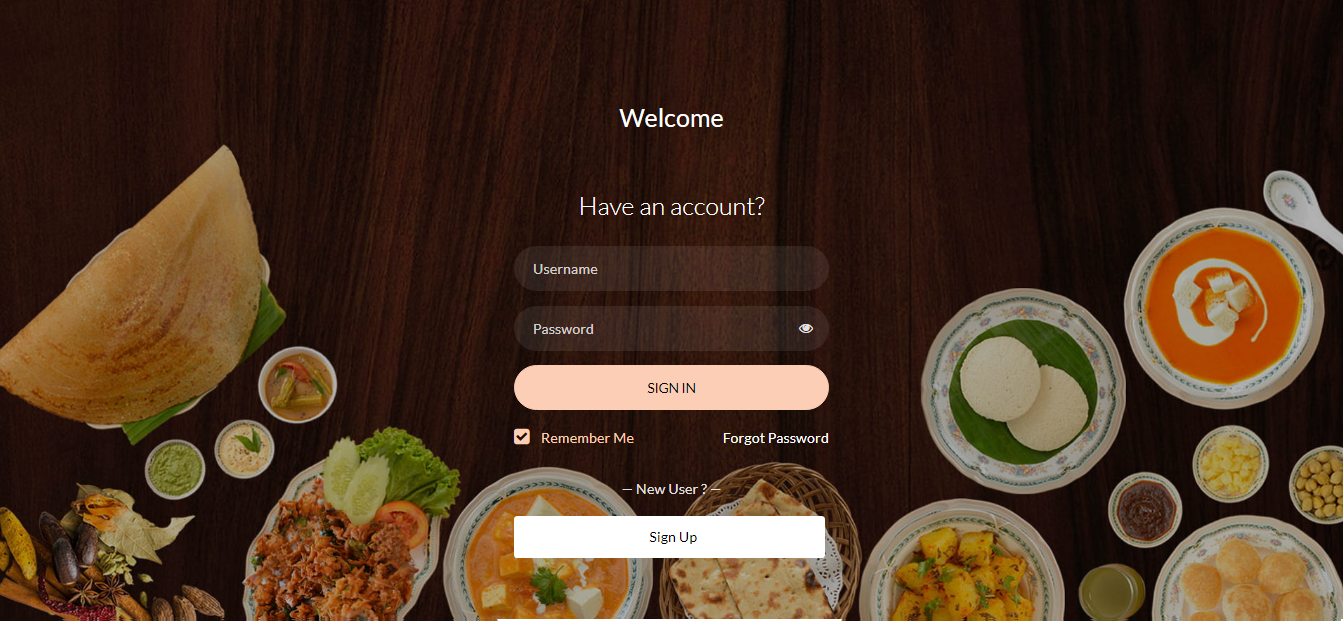 Welcome
Have an account?
Username
Password
SIGN IN
Remember Me
Forgot Password
— New User ? —
Sign Up